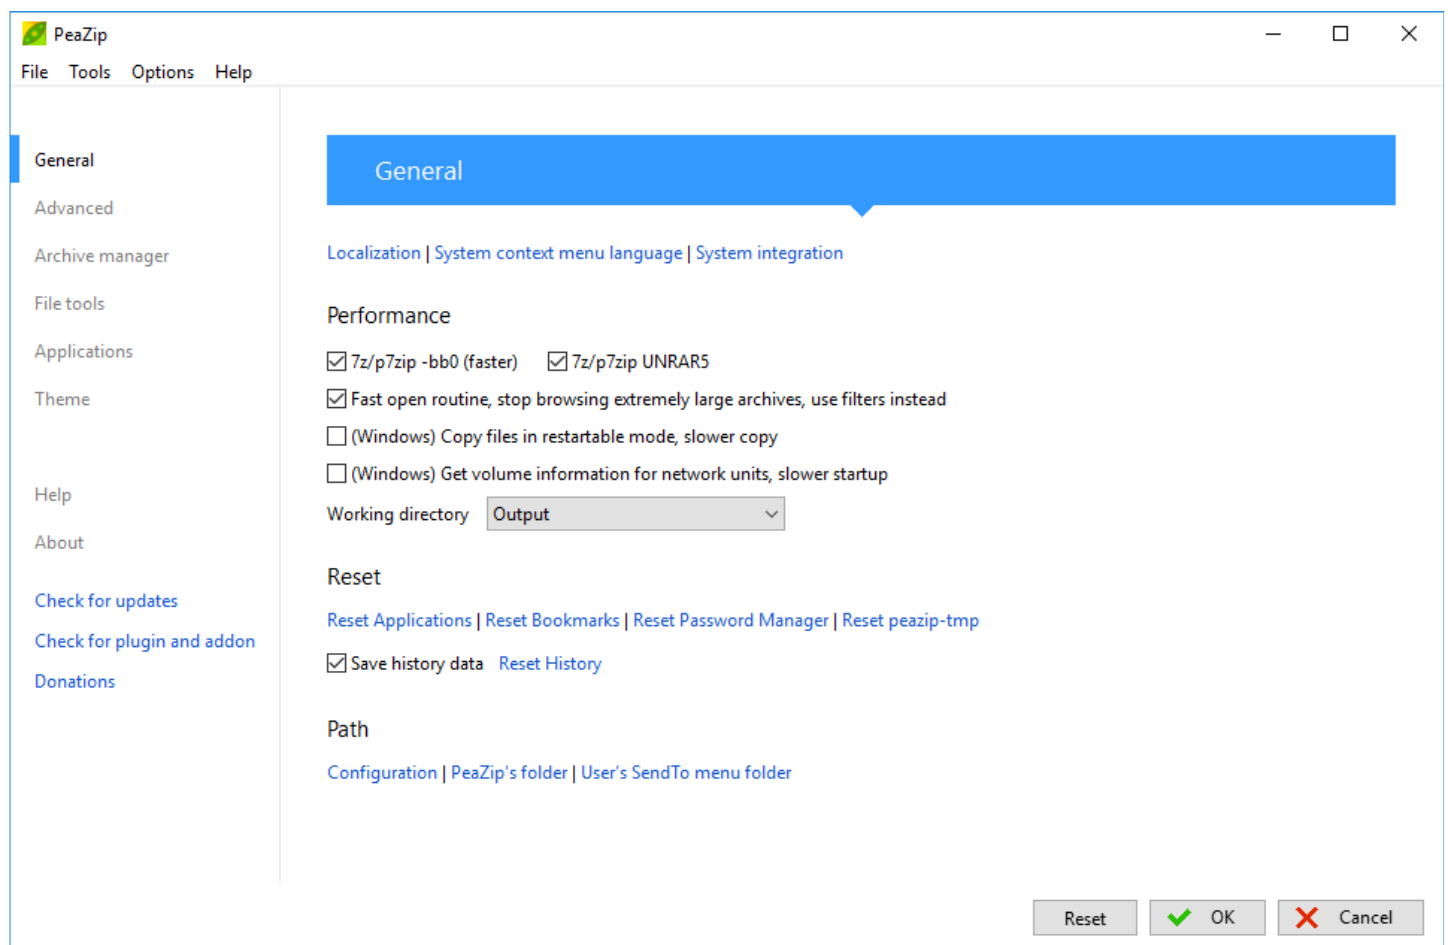 PeaZip
File Tools Options Help
General
Advanced
Archive manager
File tools
Applications
Theme
Help
About
Check for updates
Check for plugin and addon
Donations
General
Localization | System context menu language | System integration
Performance
7z/p7zip -bb0 (faster) 7z/p7zip UNRAR5
Fast open routine, stop browsing extremely large archives, use filters instead
(Windows) Copy files in restartable mode, slower copy
(Windows) Get volume information for network units, slower startup
Working directory Output
Reset
Reset Applications | Reset Bookmarks | Reset Password Manager | Reset peazip-tmp
Save history data Reset History
Path
Configuration | PeaZip's folder | User's SendTo menu folder
Reset OK Cancel